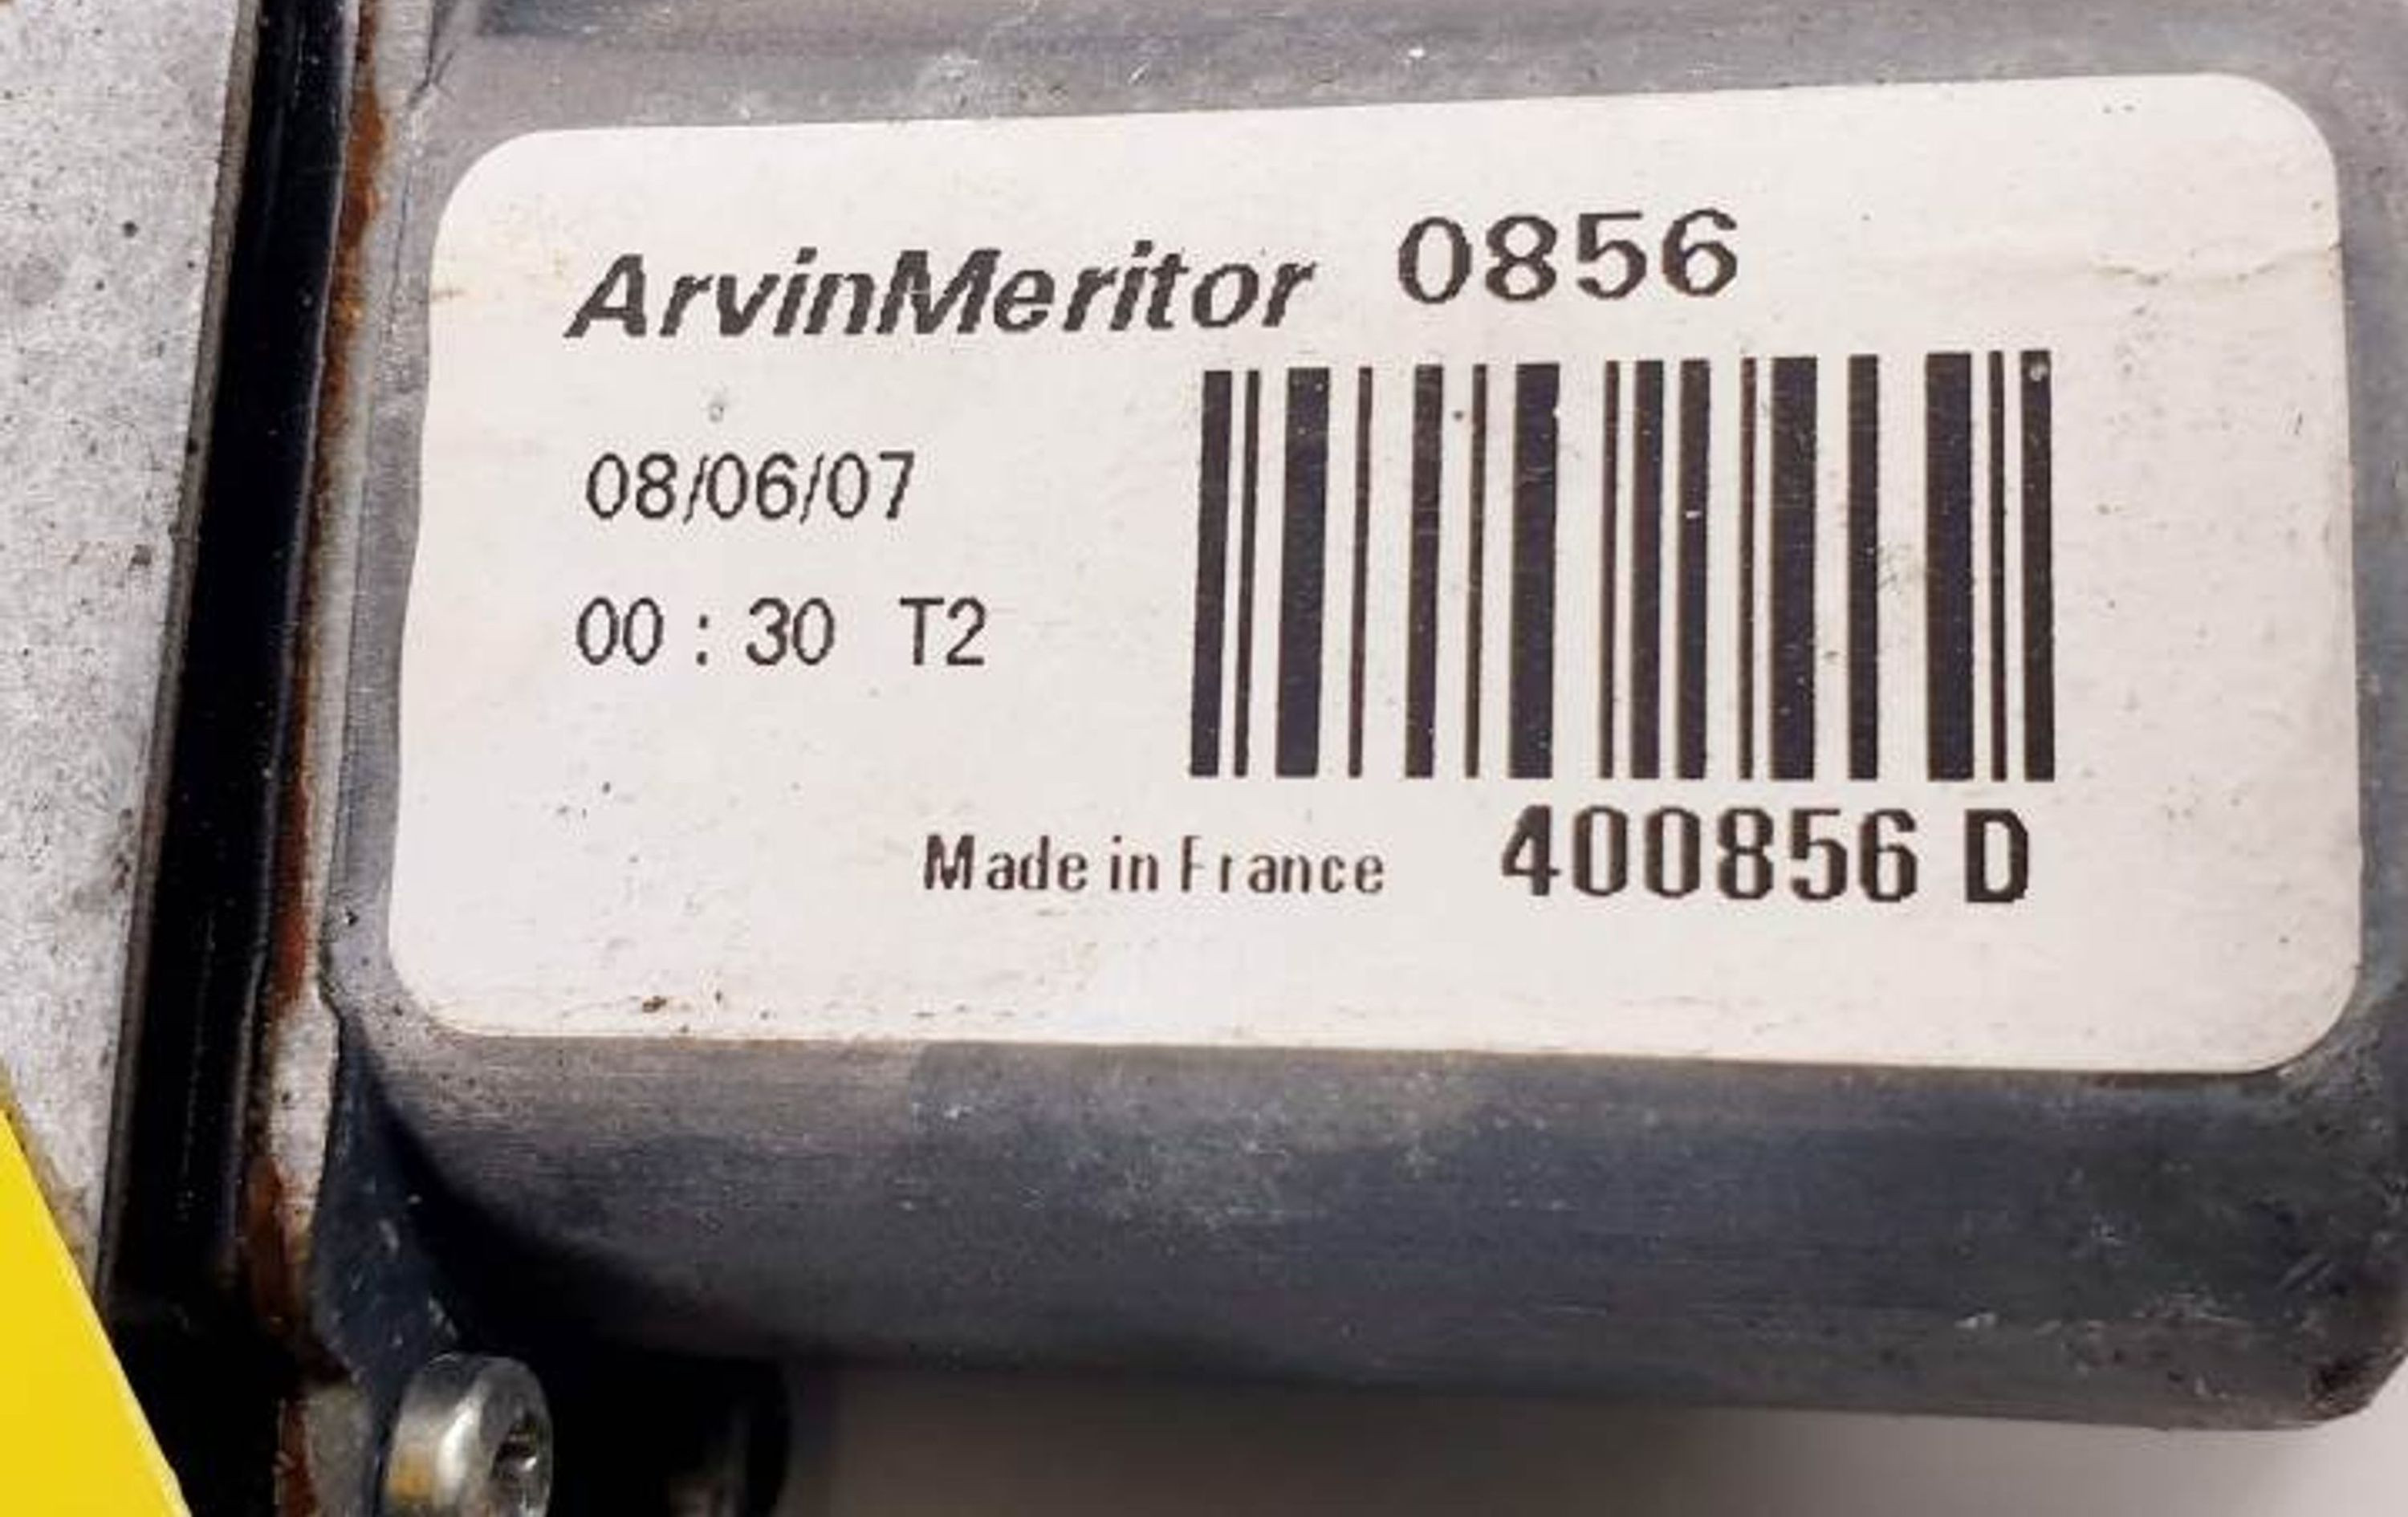 ArvinMeritor 0856
08/06/07
00 : 30 T2
Made in France 400856 D